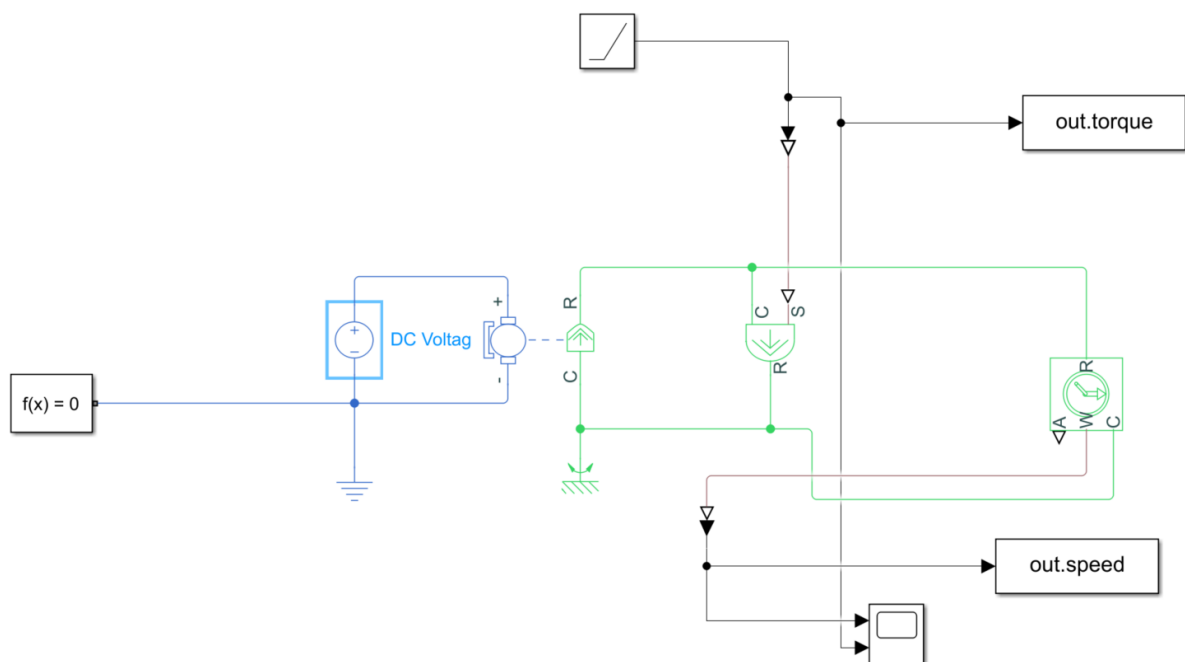 out.torque
R
C
S
+
DC Voltag
-
C
R
R
A
W
C
f(x) = 0
out.speed